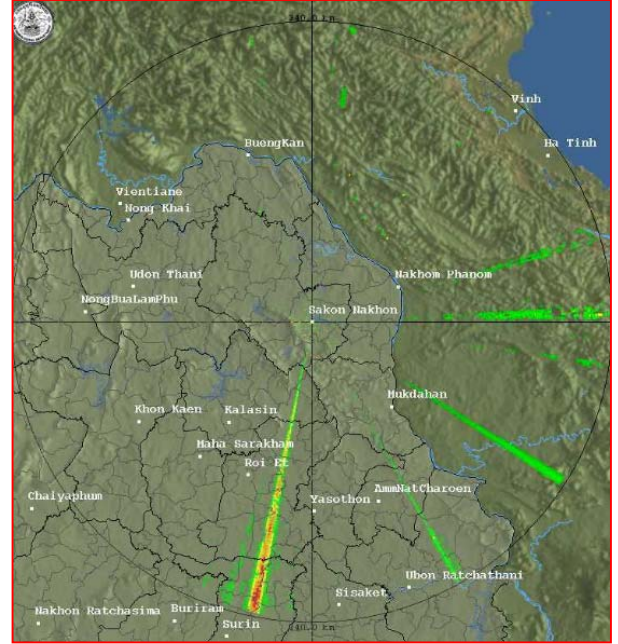 240.0 km
Vinh
Ha Tinh
BuengKan
Vientiane
Nong Khai
Udon Thani
Nakhom Phanom
NongBuaLamPhu
Sakon Nakhon
Mukdahan
Khon Kaen
Kalasin
Maha Sarakham
Roi Et
Chaiyaphum
Yasothon
AmmNatCharoen
Ubon Ratchathani
Sisaket
Nakhon Ratchasima
Buriram
Surin
240.0 km